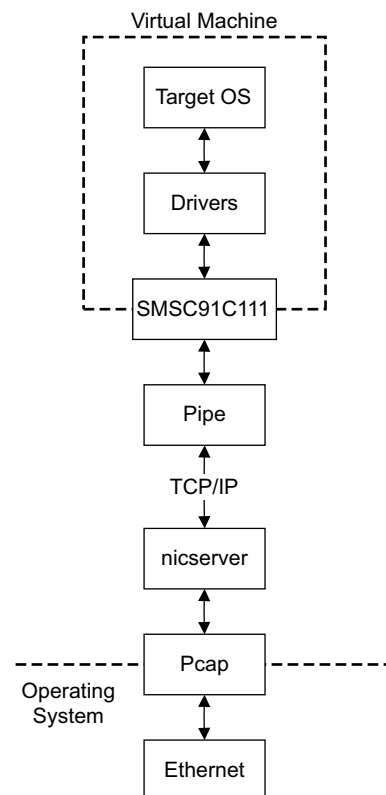 Virtual Machine
Target OS
Drivers
SMSC91C111
Pipe
TCP/IP
nicserver
Pcap
Operating
System
Ethernet